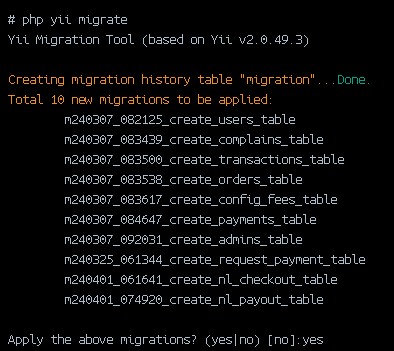 # php yii migrate
Yii Migration Tool (based on Yii v2.0.49.3)
Creating migration history table "migration"...Done.
Total 10 new migrations to be applied:
m240307_082125_create_users_table
m240307_083439_create_complains_table
m240307_083500_create_transactions_table
m240307_083538_create_orders_table
m240307_083617_create_config_fees_table
m240307_084647_create_payments_table
m240307_092031_create_admins_table
m240325_061344_create_request_payment_table
m240401_061641_create_nl_checkout_table
m240401_074920_create_nl_payout_table
Apply the above migrations? (yes|no) [no]:yes